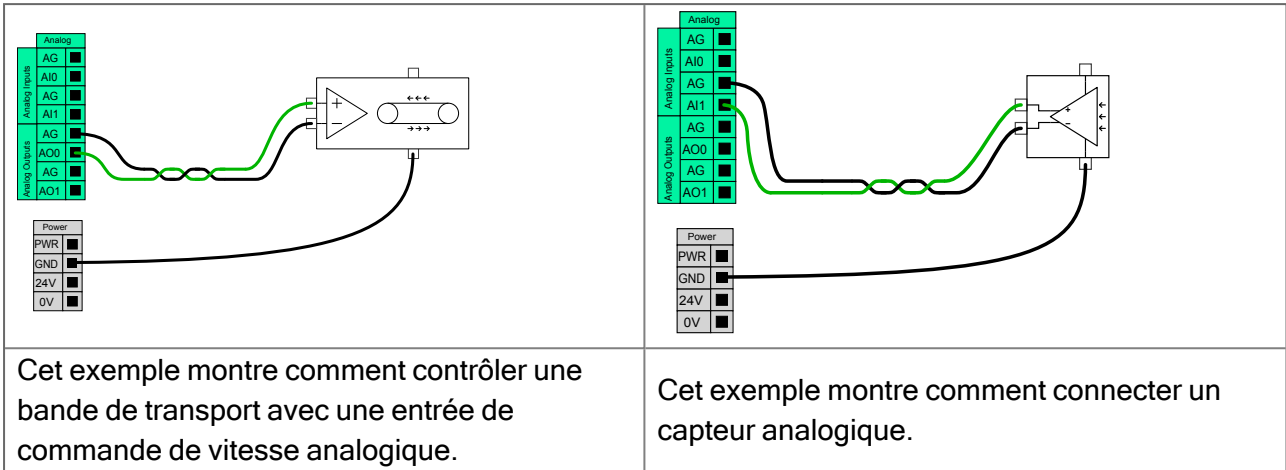 Analog
Analog Inputs
AG
AI0
AG
AI1
Analog Outputs
AG
AO0
AG
AO1
+
−
←←←
→→→
Power
PWR
GND
24V
0V
Cet exemple montre comment contrôler une
bande de transport avec une entrée de
commande de vitesse analogique.
Analog
Analog Inputs
AG
AI0
AG
AI1
Analog Outputs
AG
AO0
AG
AO1
+
−
Power
PWR
GND
24V
0V
Cet exemple montre comment connecter un
capteur analogique.